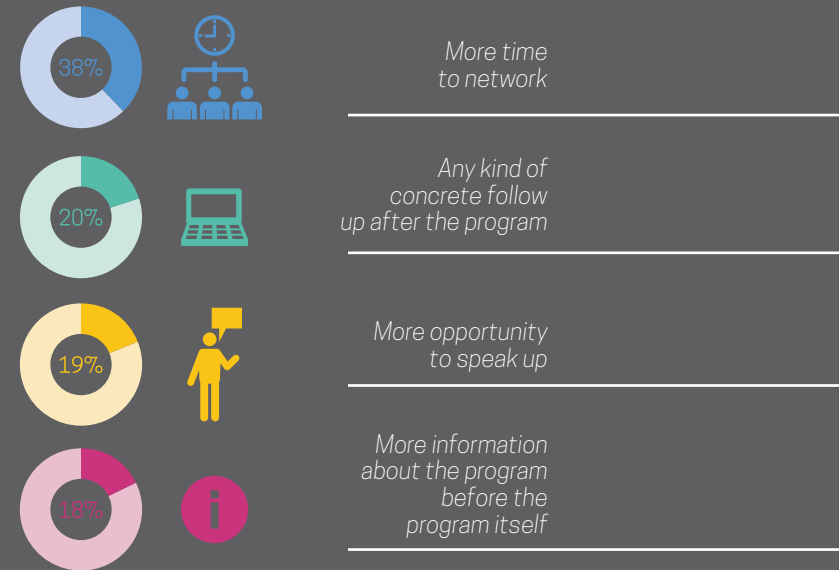 38%
More time
to network
20%
Any kind of
concrete follow
up after the program
19%
More opportunity
to speak up
18%
i
More information
about the program
before the
program itself